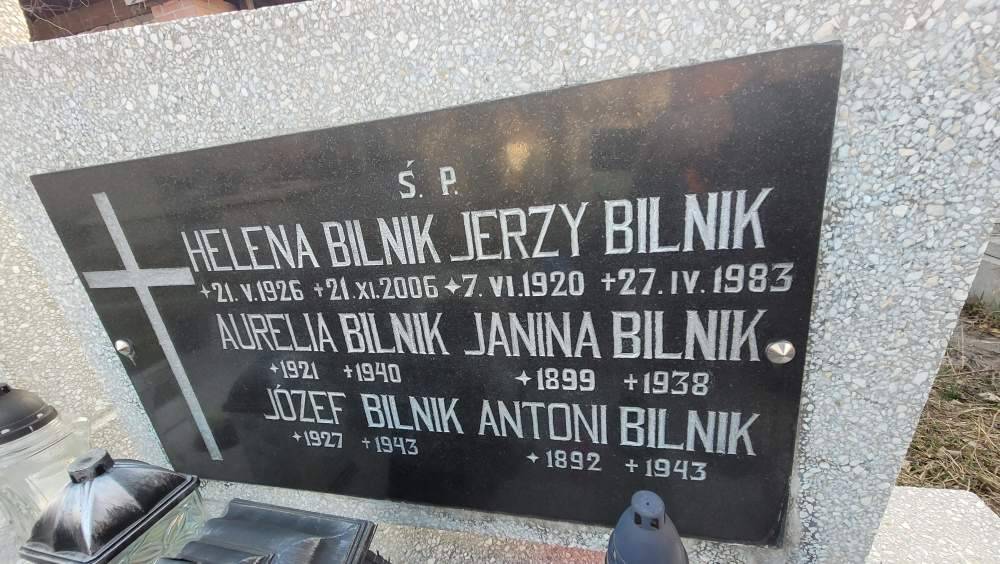 Ś. P.
HELENA BILNIK JERZY BILNIK
✦21.V.1926 +21.XI.2006 ✦7.VI.1920 +27.IV.1983
AURELIA BILNIK JANINA BILNIK
✦1921 +1940 ✦1899 +1938
JÓZEF BILNIK ANTONI BILNIK
✦1927 +1943 ✦1892 +1943